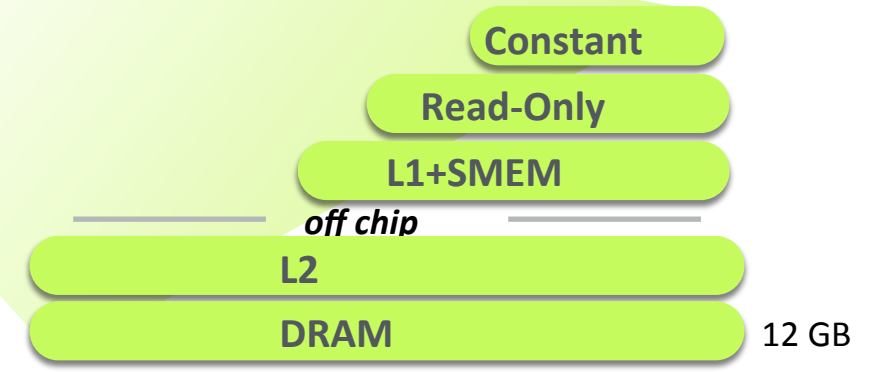 Constant
Read-Only
L1+SMEM
off chip
L2
DRAM
12 GB